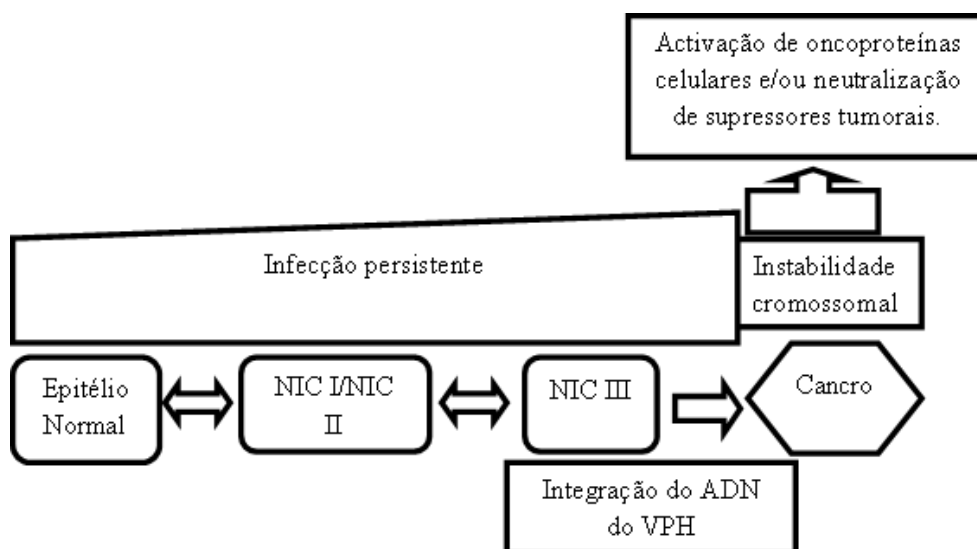 Activação de oncoproteínas
celulares e/ou neutralização
de supressores tumorais.
Infecção persistente
Instabilidade
cromossomal
Epitélio
Normal
NIC I/NIC
II
NIC III
Cancro
Integração do ADN
do VPH